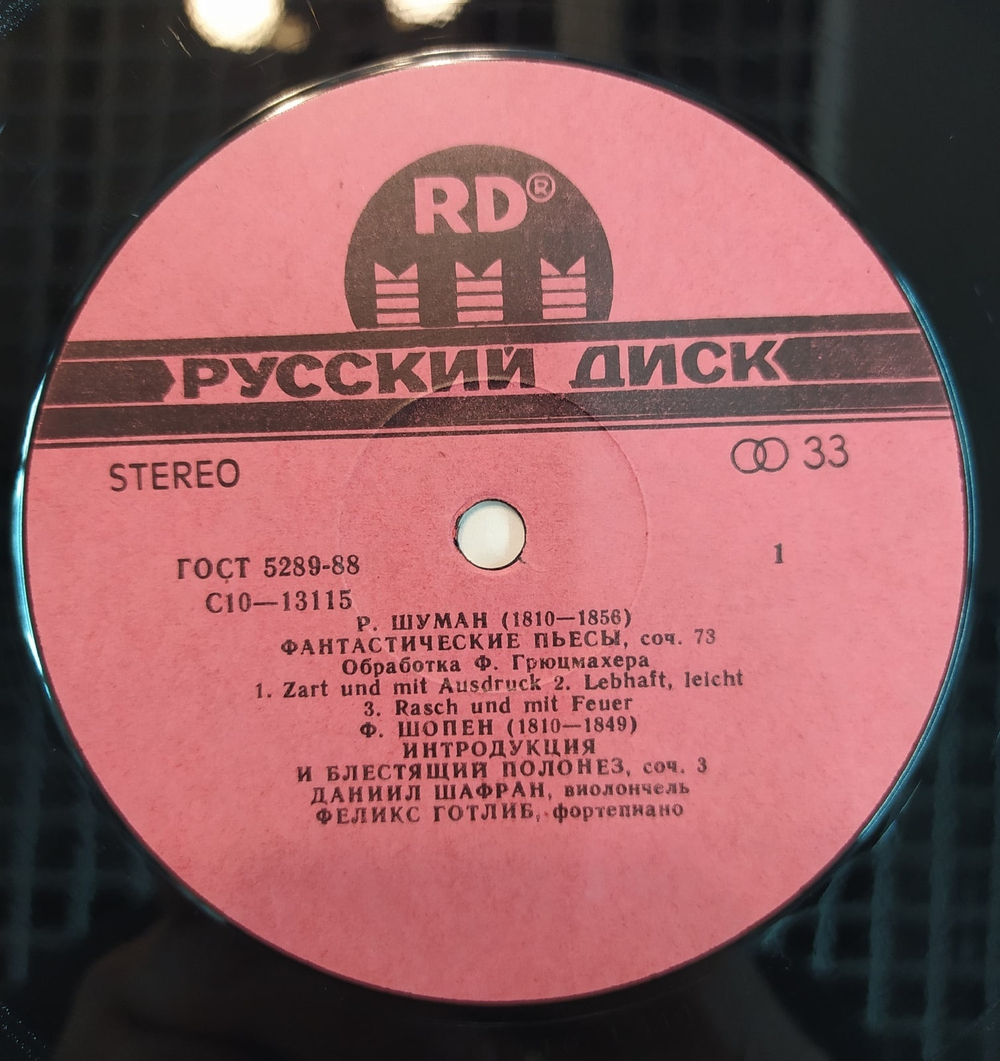 RD®
РУССКИЙ ДИСК
STEREO
33
ГОСТ 5289-88
1
С10—13115
Р. ШУМАН (1810—1856)
ФАНТАСТИЧЕСКИЕ ПЬЕСЫ, соч. 73
Обработка Ф. Грюцмахера
1. Zart und mit Ausdruck 2. Lebhaft, leicht
3. Rasch und mit Feuer
Ф. ШОПЕН (1810—1849)
ИНТРОДУКЦИЯ
И БЛЕСТЯЩИЙ ПОЛОНЕЗ, соч. 3
ДАНИИЛ ШАФРАН, виолончель
ФЕЛИКС ГОТЛИБ, фортепиано